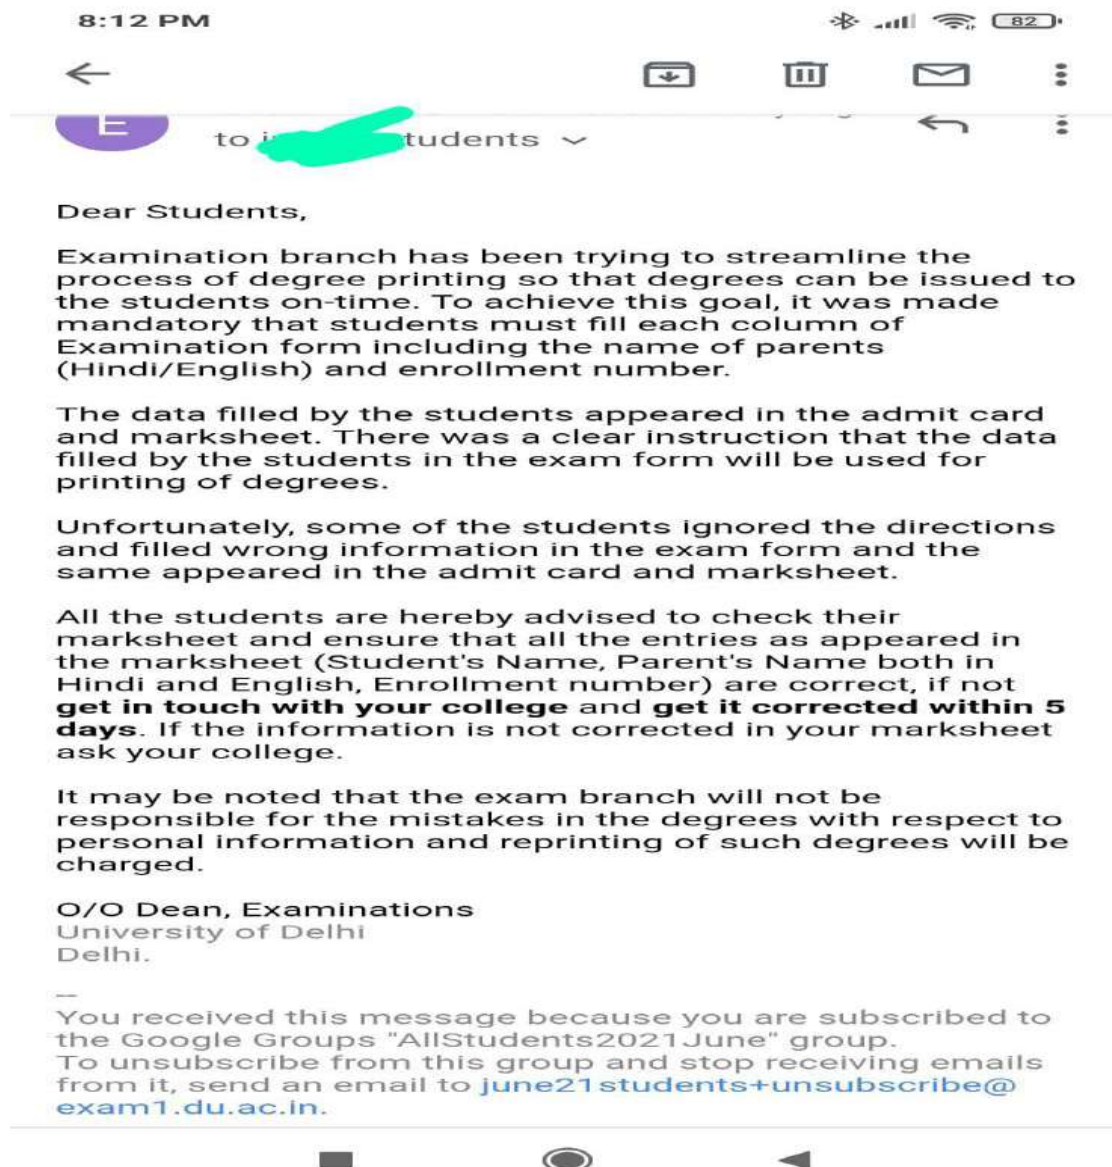 8:12 PM
82
E
to
tudents
Dear Students,
Examination branch has been trying to streamline the
process of degree printing so that degrees can be issued to
the students on-time. To achieve this goal, it was made
mandatory that students must fill each column of
Examination form including the name of parents
(Hindi/English) and enrollment number.
The data filled by the students appeared in the admit card
and marksheet. There was a clear instruction that the data
filled by the students in the exam form will be used for
printing of degrees.
Unfortunately, some of the students ignored the directions
and filled wrong information in the exam form and the
same appeared in the admit card and marksheet.
All the students are hereby advised to check their
marksheet and ensure that all the entries as appeared in
the marksheet (Student's Name, Parent's Name both in
Hindi and English, Enrollment number) are correct, if not
get in touch with your college and get it corrected within 5
days. If the information is not corrected in your marksheet
ask your college.
It may be noted that the exam branch will not be
responsible for the mistakes in the degrees with respect to
personal information and reprinting of such degrees will be
charged.
O/O Dean, Examinations
University of Delhi
Delhi.
--
You received this message because you are subscribed to
the Google Groups "AllStudents2021June" group.
To unsubscribe from this group and stop receiving emails
from it, send an email to june21students+unsubscribe@
exam1.du.ac.in.